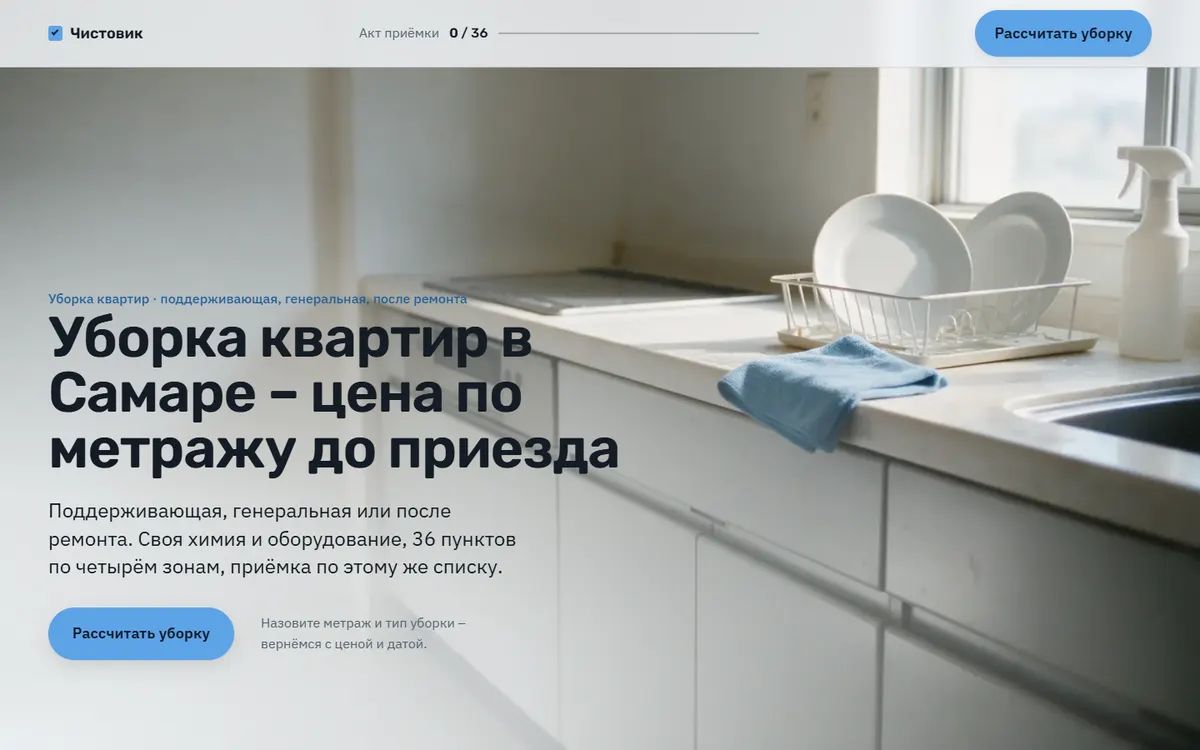 Чистовик
Акт приёмки 0 / 36
Рассчитать уборку
Уборка квартир · поддерживающая, генеральная, после ремонта
Уборка квартир в
Самаре – цена по
метражу до приезда
Поддерживающая, генеральная или после
ремонта. Своя химия и оборудование, 36 пунктов
по четырём зонам, приёмка по этому же списку.
Рассчитать уборку
Назовите метраж и тип уборки –
вернёмся с ценой и датой.